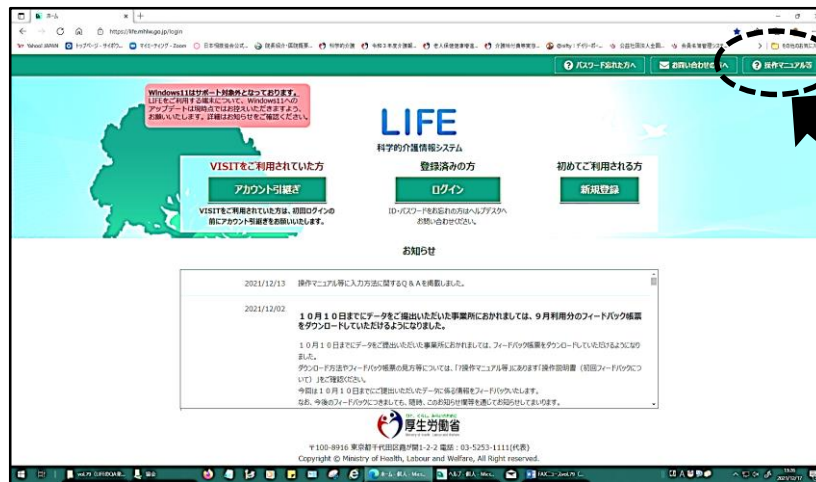 ホーム
https://life.mhlw.go.jp/login
Yahoo! JAPAN
パスワード忘れた方へ
お問い合わせの方へ
操作マニュアル等
Windows11はサポート対象外となっております。
LIFEをご利用する端末について、Windows11への
アップデートは現時点ではお控えいただきますよう、
お願いいたします。詳細はお知らせをご確認ください。
LIFE
科学的介護情報システム
VISITをご利用されていた方
登録済みの方
初めてご利用される方
アカウント引継ぎ
ログイン
新規登録
VISITをご利用されていた方は、初回ログインの
前にアカウント引継ぎをお願いいたします。
ID・パスワードをお忘れの方はヘルプデスクへ
お問い合わせください。
お知らせ
2021/12/13 操作マニュアル等に入力方法に関するQ＆Aを掲載しました。
2021/12/02
１０月１０日までにデータをご提出いただいた事業所におかれましては、９月利用分のフィードバック帳票
をダウンロードしていただけるようになりました。
１０月１０日までにデータをご提出いただいた事業所におかれましては、フィードバック帳票をダウンロードしていただけるようになり
ました。
ダウンロード方法やフィードバック帳票の見方等については、「?操作マニュアル等」にあります「操作説明書（初回フィードバックにつ
いて）」をご確認ください。
今回は１０月１０日までにご提出いただいたデータに係る情報をフィードバックいたします。
なお、今後のフィードバックにつきましても、随時、このお知らせ欄等を通じてお知らせしてまいります。
厚生労働省
〒100-8916 東京都千代田区霞が関1-2-2 電話：03-5253-1111(代表)
Copyright © Ministry of Health, Labour and Welfare, All Right reserved.
2021/12/17